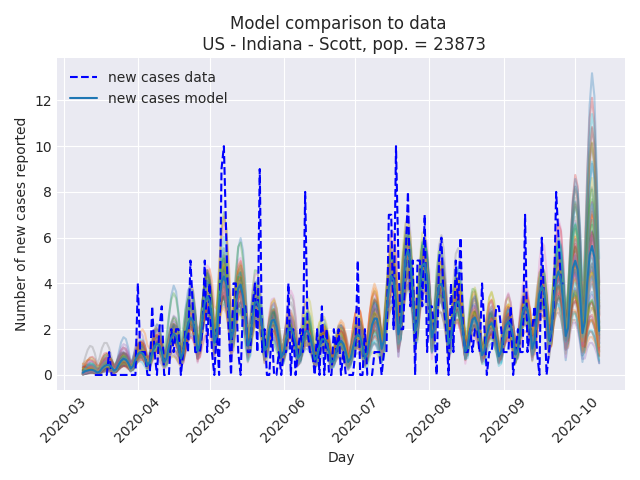 Model comparison to data
US - Indiana - Scott, pop. = 23873
new cases data
new cases model
Number of new cases reported
12
10
8
6
4
2
0
2020-03
2020-04
2020-05
2020-06
2020-07
2020-08
2020-09
2020-10
Day